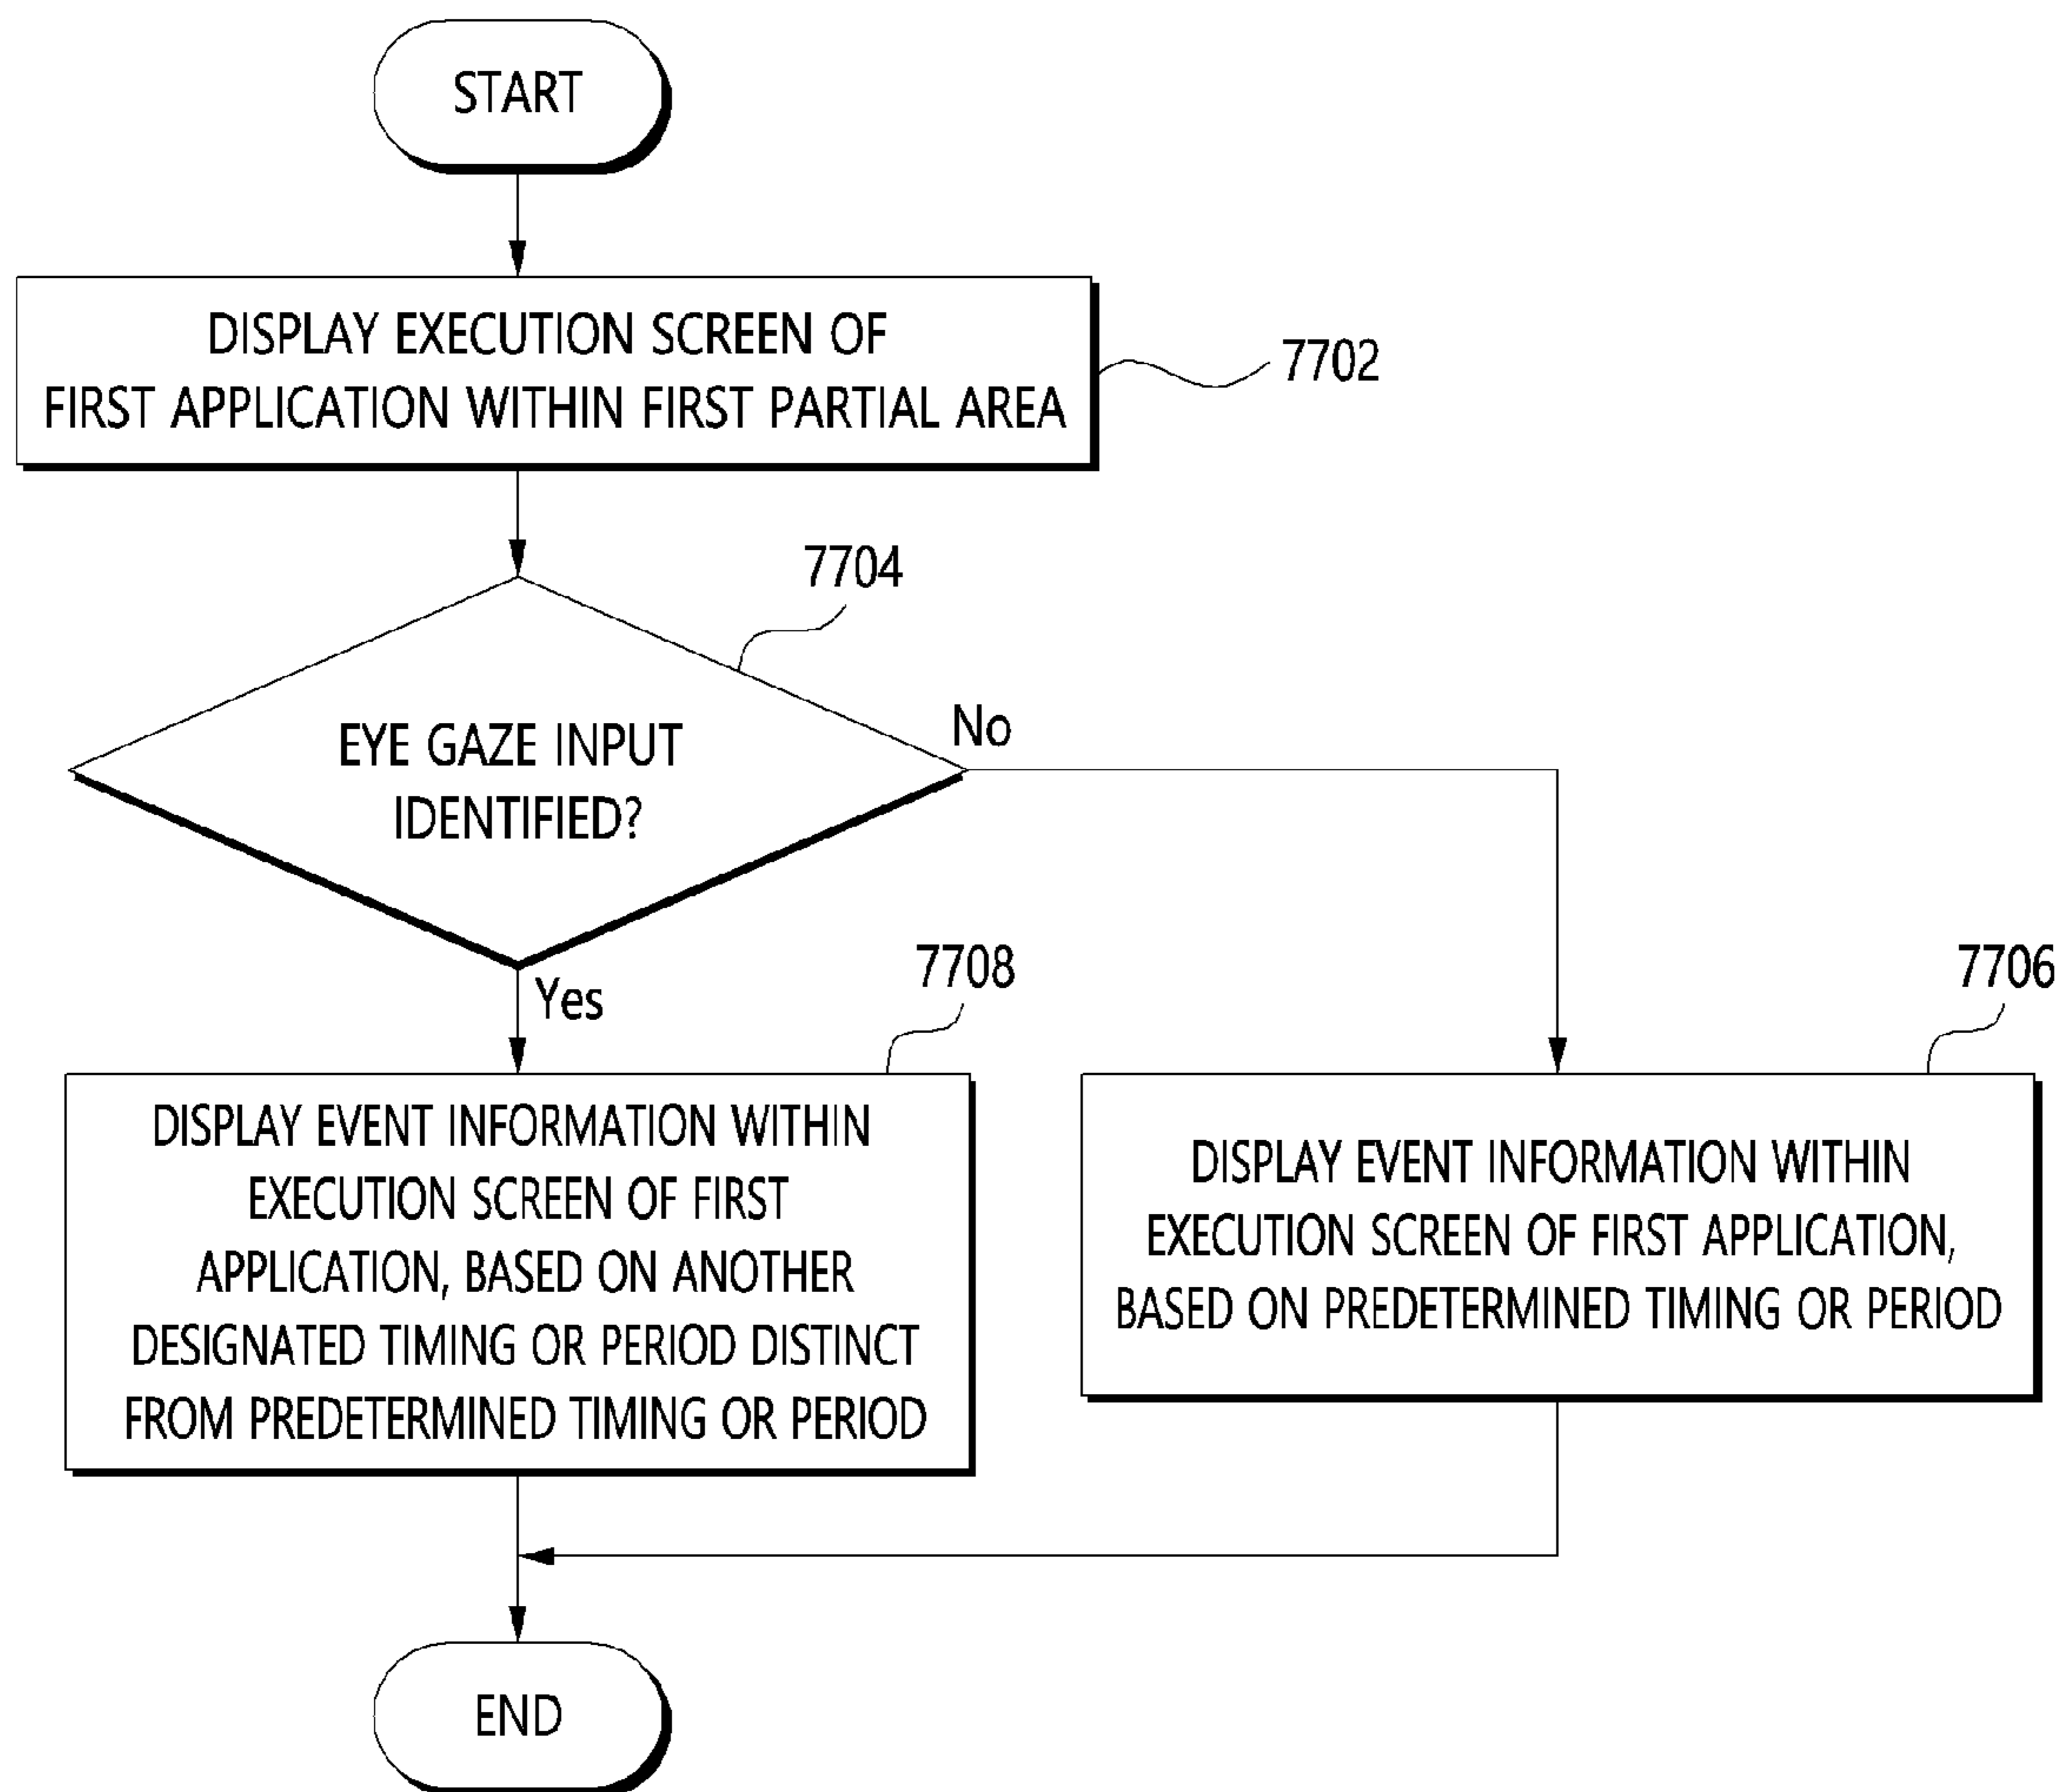 START
DISPLAY EXECUTION SCREEN OF
FIRST APPLICATION WITHIN FIRST PARTIAL AREA
7702
7704
EYE GAZE INPUT
IDENTIFIED?
No
Yes
7708
DISPLAY EVENT INFORMATION WITHIN
EXECUTION SCREEN OF FIRST
APPLICATION, BASED ON ANOTHER
DESIGNATED TIMING OR PERIOD DISTINCT
FROM PREDETERMINED TIMING OR PERIOD
7706
DISPLAY EVENT INFORMATION WITHIN
EXECUTION SCREEN OF FIRST APPLICATION,
BASED ON PREDETERMINED TIMING OR PERIOD
END